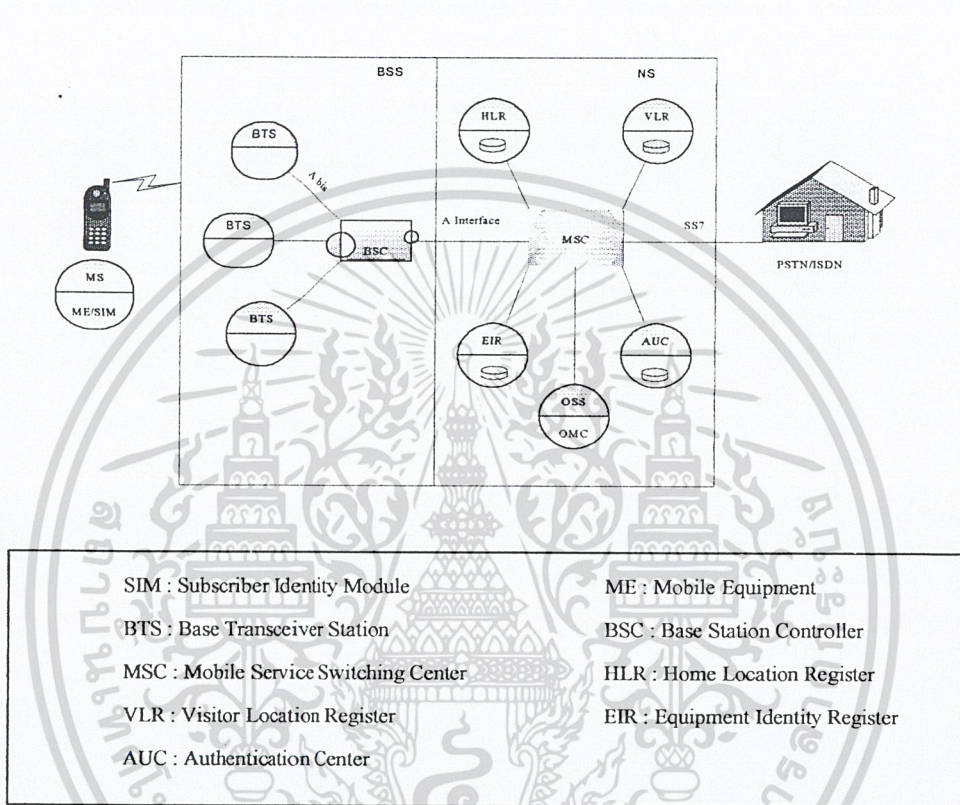 BSS
NS
HLR
VLR
BTS
A bis
BTS
A Interface
SS7
BSC
MSC
PSTN/ISDN
MS
ME/SIM
BTS
EIR
AUC
OSS
OMC
SIM : Subscriber Identity Module
ME : Mobile Equipment
BTS : Base Transceiver Station
BSC : Base Station Controller
MSC : Mobile Service Switching Center
HLR : Home Location Register
VLR : Visitor Location Register
EIR : Equipment Identity Register
AUC : Authentication Center